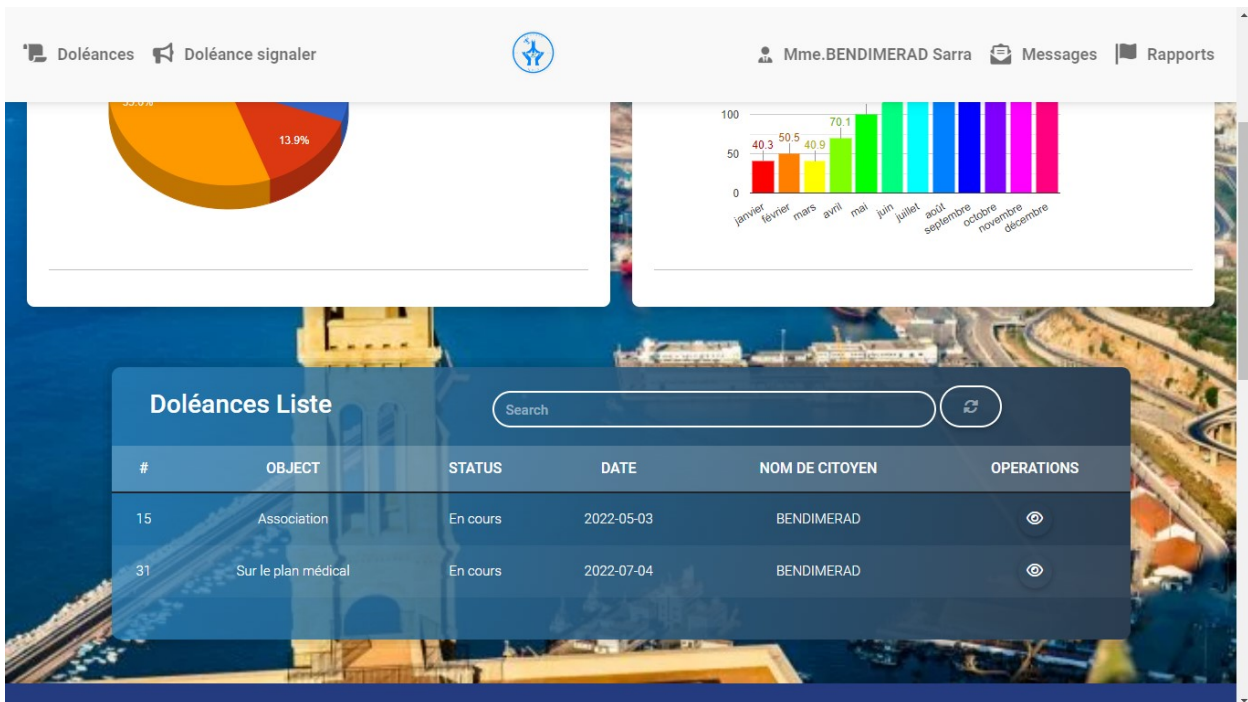 Doléances
Doléance signaler
Mme.BENDIMERAD Sarra
Messages
Rapports
13.9%
100
50
0
40.3
50.5
40.9
70.1
janvier
février
mars
avril
mai
juin
juillet
août
septembre
octobre
novembre
décembre
Doléances Liste
Search
# OBJECT STATUS DATE NOM DE CITOYEN OPERATIONS
15 Association En cours 2022-05-03 BENDIMERAD
31 Sur le plan médical En cours 2022-07-04 BENDIMERAD